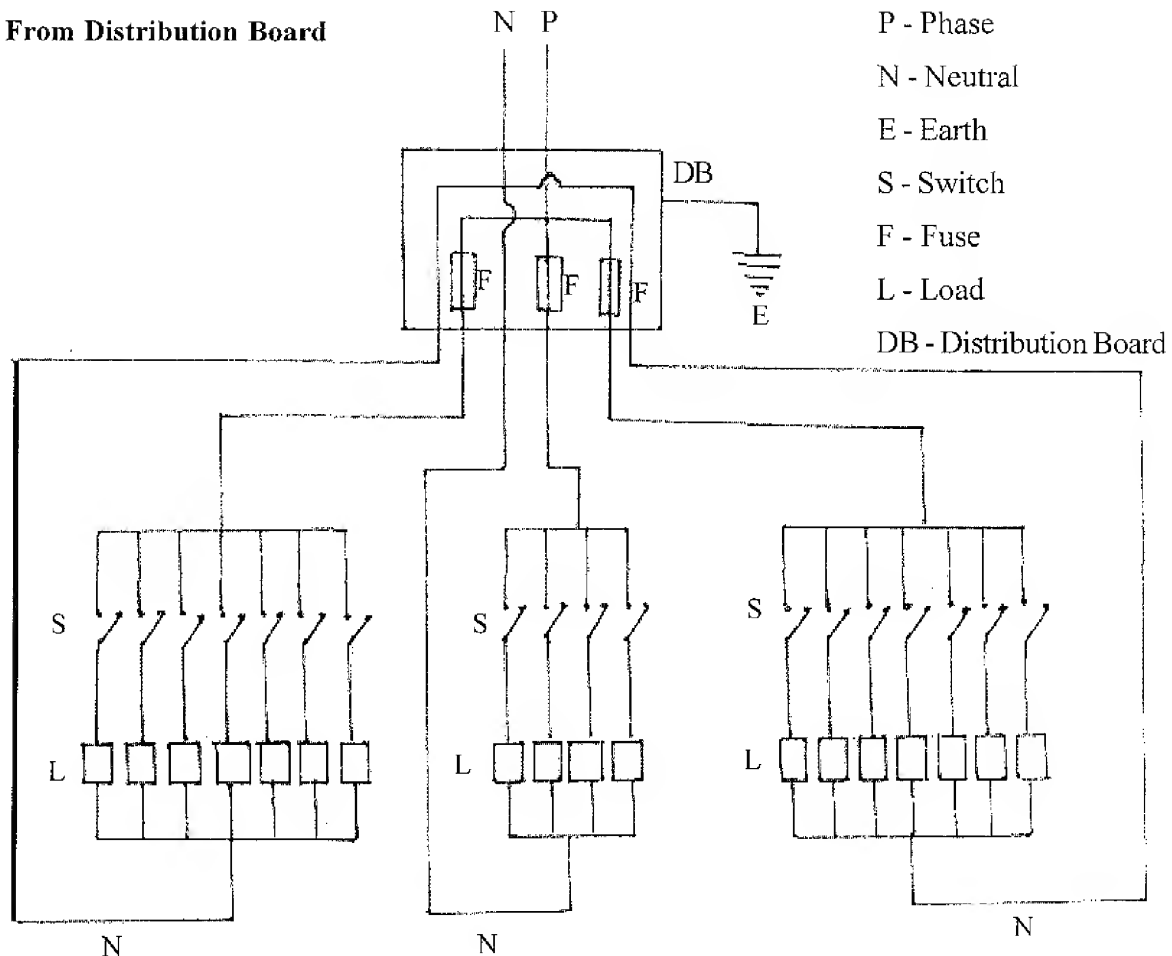 From Distribution Board
N P
P - Phase
N - Neutral
E - Earth
S - Switch
F - Fuse
L - Load
DB - Distribution Board
DB
F
F
F
E
S
S
S
L
L
L
N
N
N